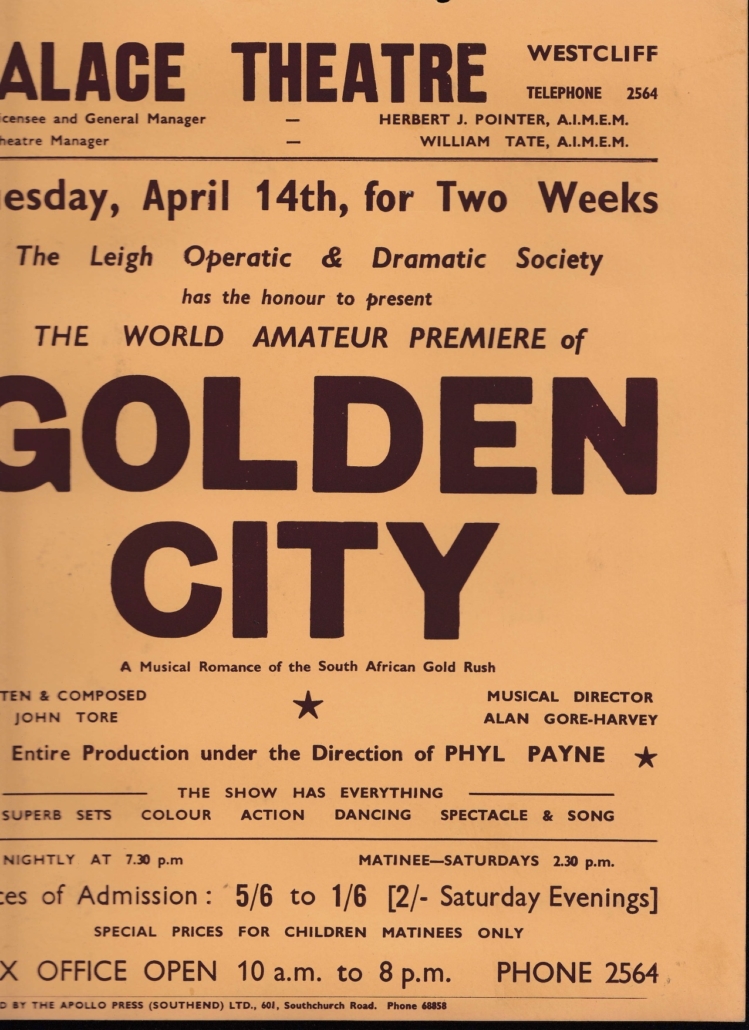 ALACE THEATRE WESTCLIFF
TELEPHONE 2564
icensee and General Manager — HERBERT J. POINTER, A.I.M.E.M.
heatre Manager — WILLIAM TATE, A.I.M.E.M.
uesday, April 14th, for Two Weeks
The Leigh Operatic & Dramatic Society
has the honour to present
THE WORLD AMATEUR PREMIERE of
GOLDEN
CITY
A Musical Romance of the South African Gold Rush
TEN & COMPOSED ★ MUSICAL DIRECTOR
JOHN TORE ALAN GORE-HARVEY
Entire Production under the Direction of PHYL PAYNE ★
THE SHOW HAS EVERYTHING
SUPERB SETS COLOUR ACTION DANCING SPECTACLE & SONG
NIGHTLY AT 7.30 p.m MATINEE—SATURDAYS 2.30 p.m.
ces of Admission : 5/6 to 1/6 [2/- Saturday Evenings]
SPECIAL PRICES FOR CHILDREN MATINEES ONLY
X OFFICE OPEN 10 a.m. to 8 p.m. PHONE 2564
D BY THE APOLLO PRESS (SOUTHEND) LTD., 601, Southchurch Road. Phone 68858